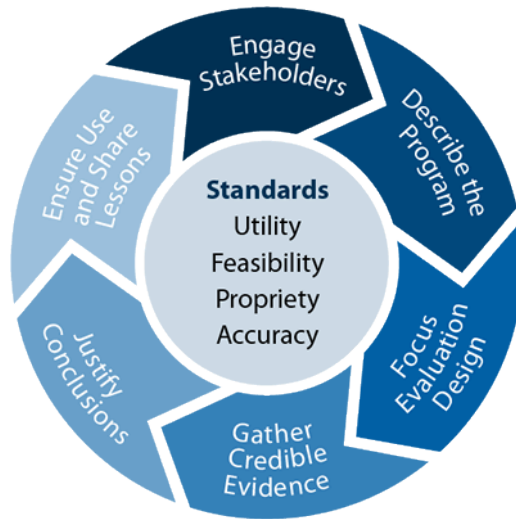 Engage
Stakeholders
Describe the
Program
Focus
Evaluation
Design
Gather
Credible
Evidence
Justify
Conclusions
Ensure Use
and Share
Lessons
Standards
Utility
Feasibility
Propriety
Accuracy